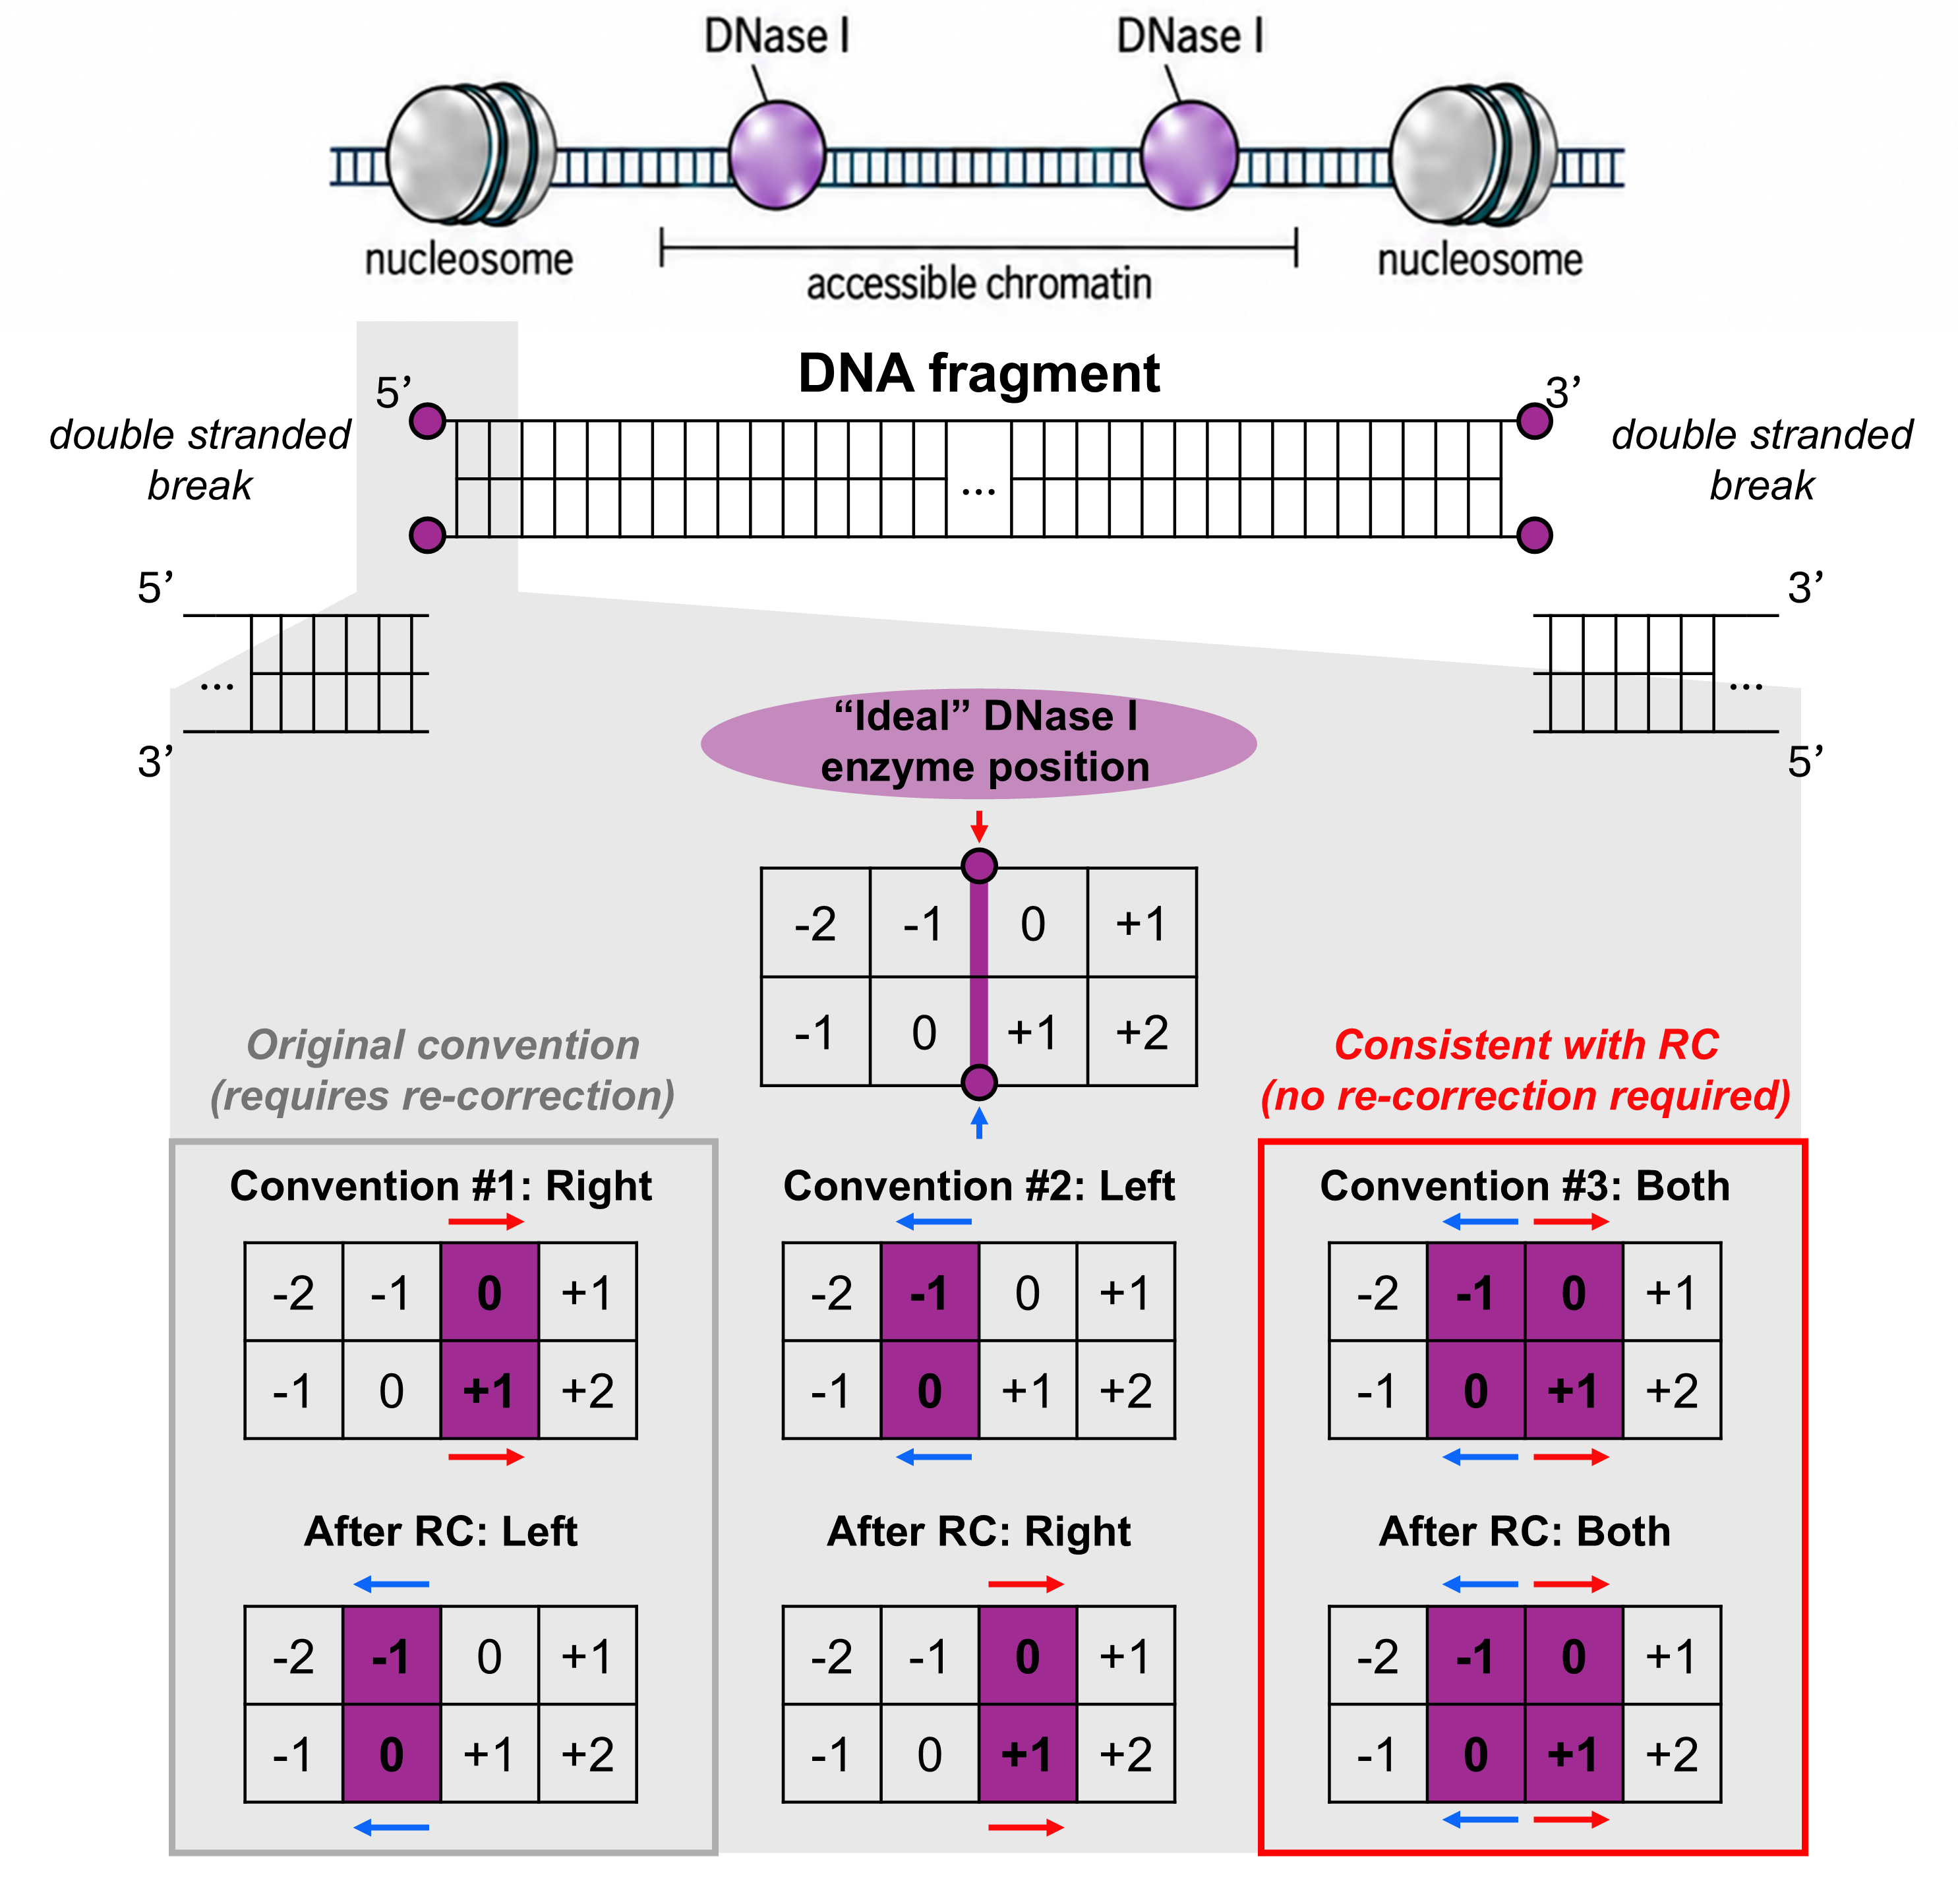 DNase I DNase I
nucleosome nucleosome
accessible chromatin
DNA fragment
5’ 3’
double stranded double stranded
break break
...
5’ 3’
... ...
3’ 5’
“Ideal” DNase I
enzyme position
-2 -1 0 +1
-1 0 +1 +2
Original convention
(requires re-correction)
Consistent with RC
(no re-correction required)
Convention #1: Right
-2 -1 0 +1
-1 0 +1 +2
After RC: Left
-2 -1 0 +1
-1 0 +1 +2
Convention #2: Left
-2 -1 0 +1
-1 0 +1 +2
After RC: Right
-2 -1 0 +1
-1 0 +1 +2
Convention #3: Both
-2 -1 0 +1
-1 0 +1 +2
After RC: Both
-2 -1 0 +1
-1 0 +1 +2